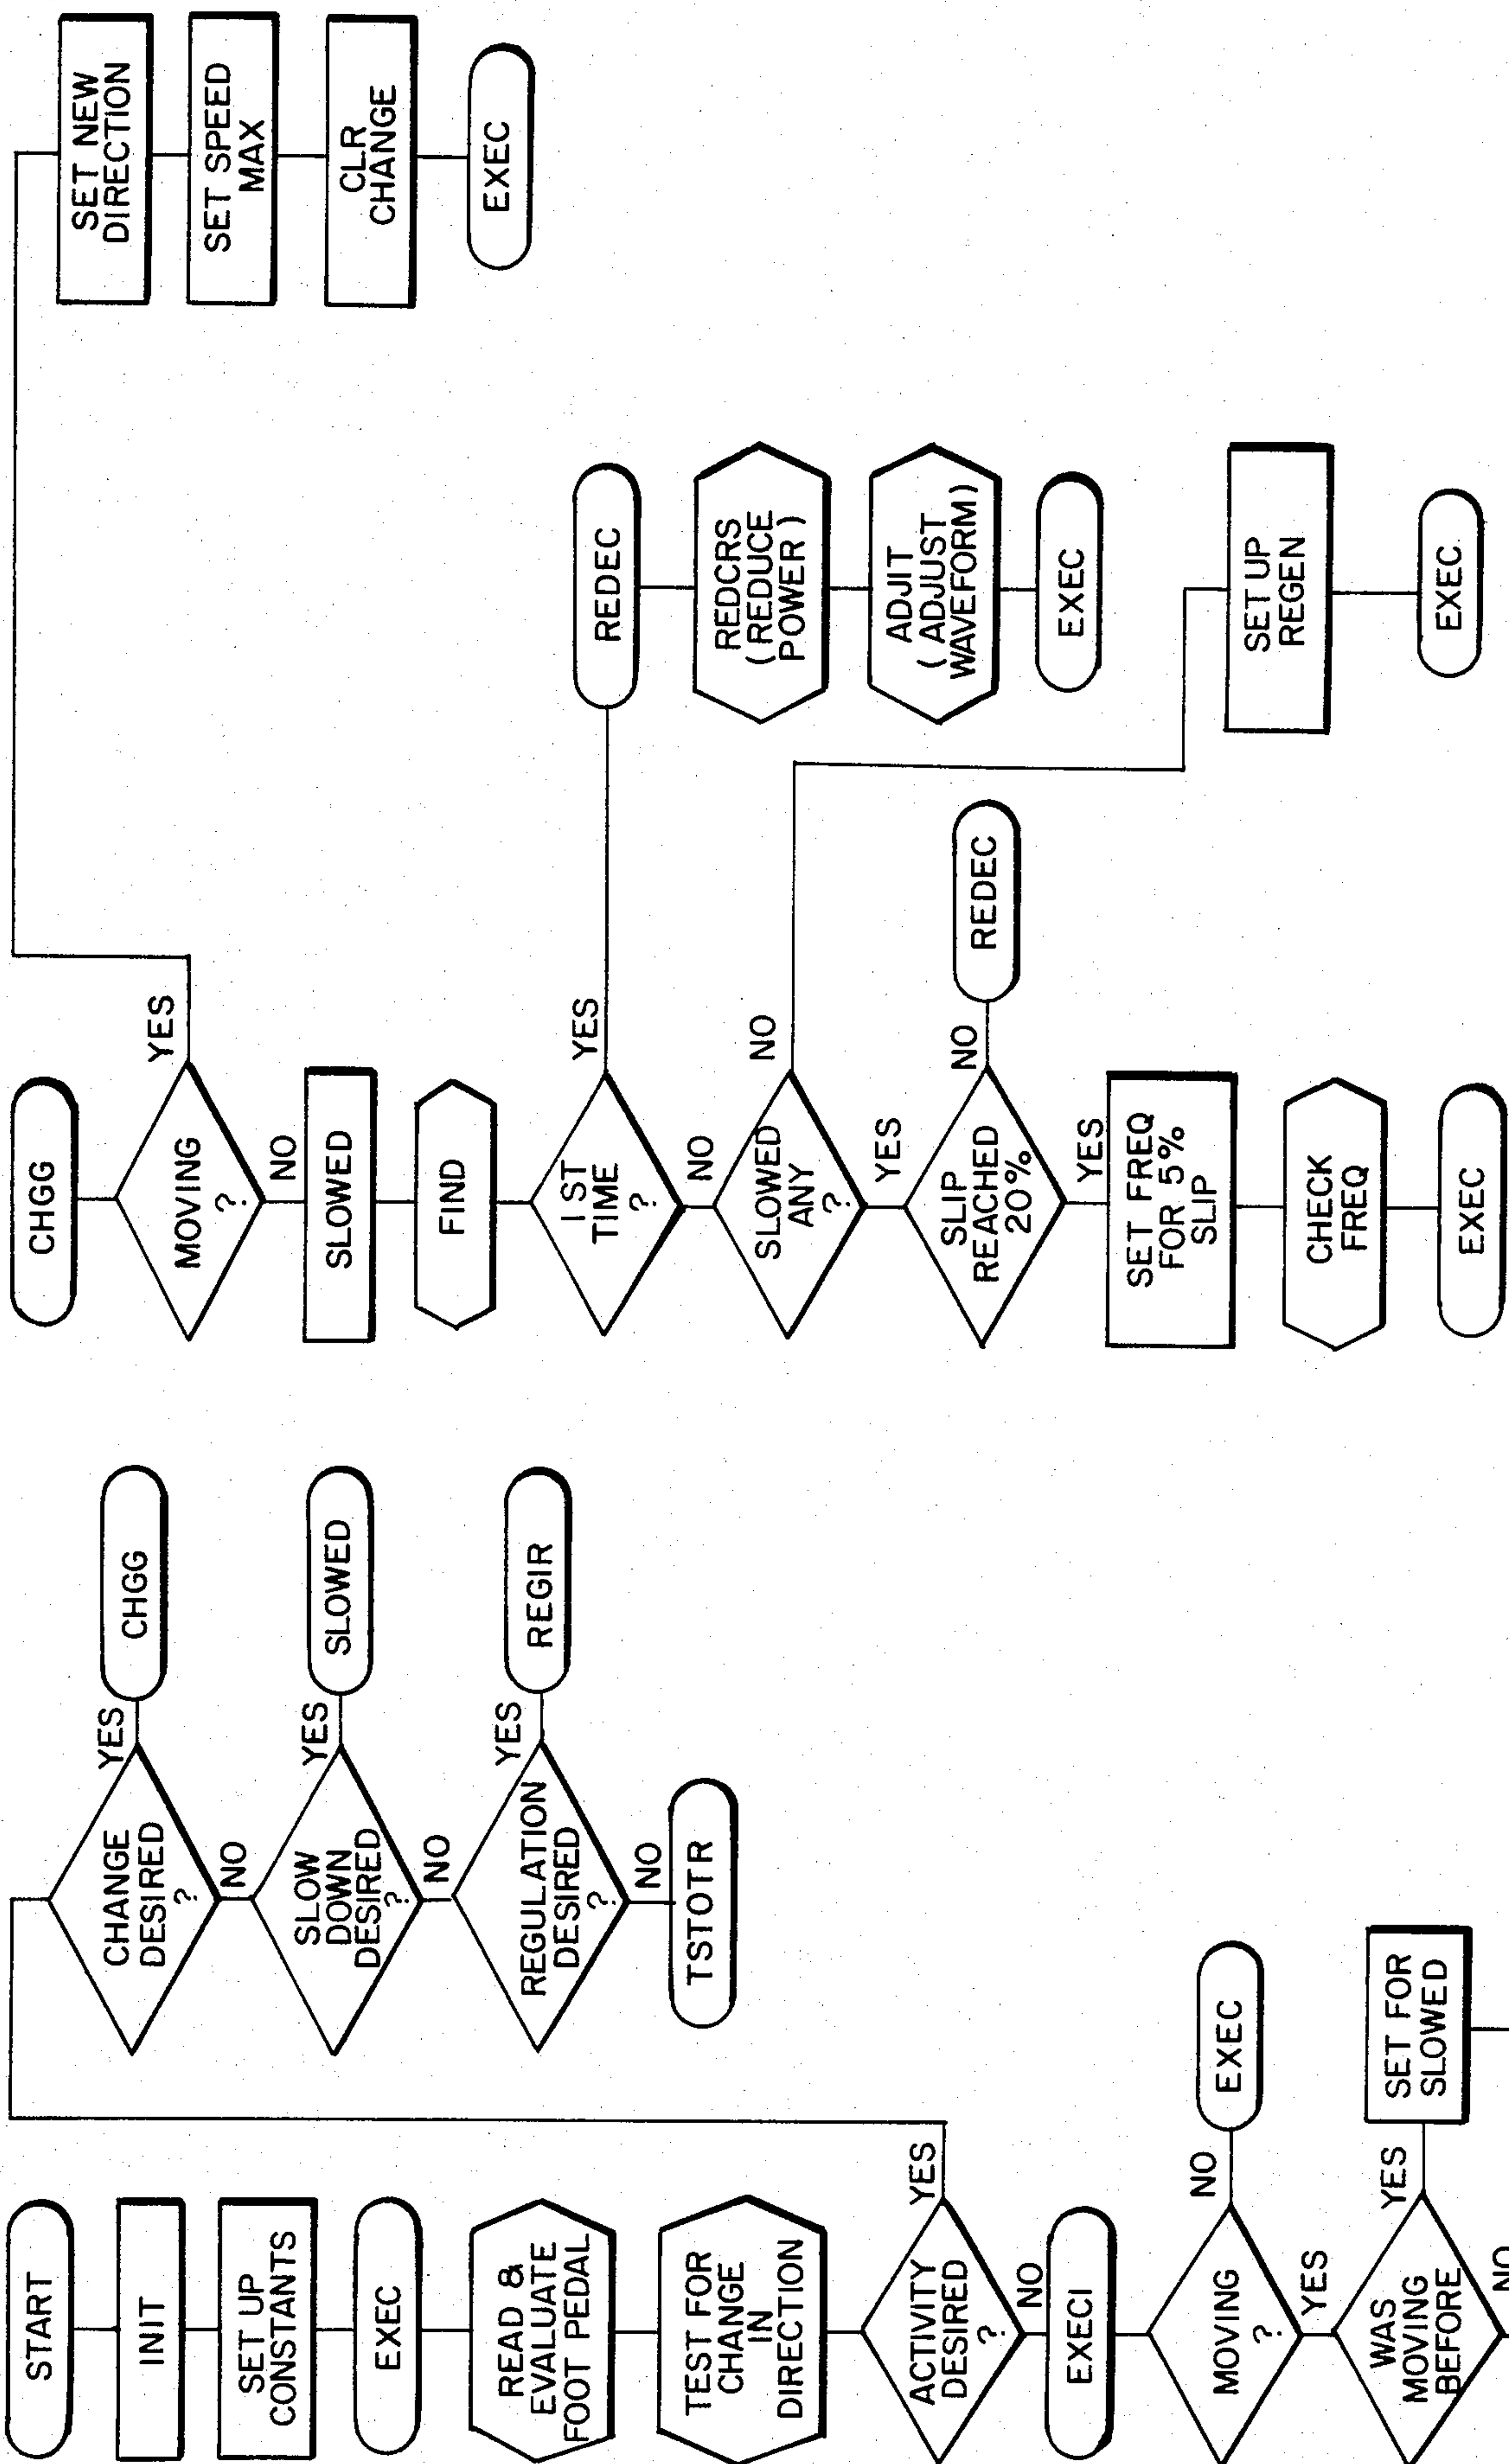 START
INIT
SET UP
CONSTANTS
EXEC
READ &
EVALUATE
FOOT PEDAL
TEST FOR
CHANGE
IN
DIRECTION
ACTIVITY
DESIRED
?
YES
NO
EXECI
MOVING
?
NO
EXEC
YES
WAS
MOVING
BEFORE
YES
SET FOR
SLOWED
NO
CHANGE
DESIRED
?
YES
CHGG
NO
SLOW
DOWN
DESIRED
?
YES
SLOWED
NO
REGULATION
DESIRED
?
YES
REGIR
NO
TSTOTR
CHGG
MOVING
?
YES
NO
SLOWED
FIND
1 ST
TIME
?
YES
NO
SLOWED
ANY
?
NO
YES
SLIP
REACHED
20%
NO
REDEC
YES
SET FREQ
FOR 5%
SLIP
CHECK
FREQ
EXEC
SET NEW
DIRECTION
SET SPEED
MAX
CLR
CHANGE
EXEC
REDEC
REDCRS
(REDUCE
POWER)
ADJIT
(ADJUST
WAVEFORM)
EXEC
SET UP
REGEN
EXEC